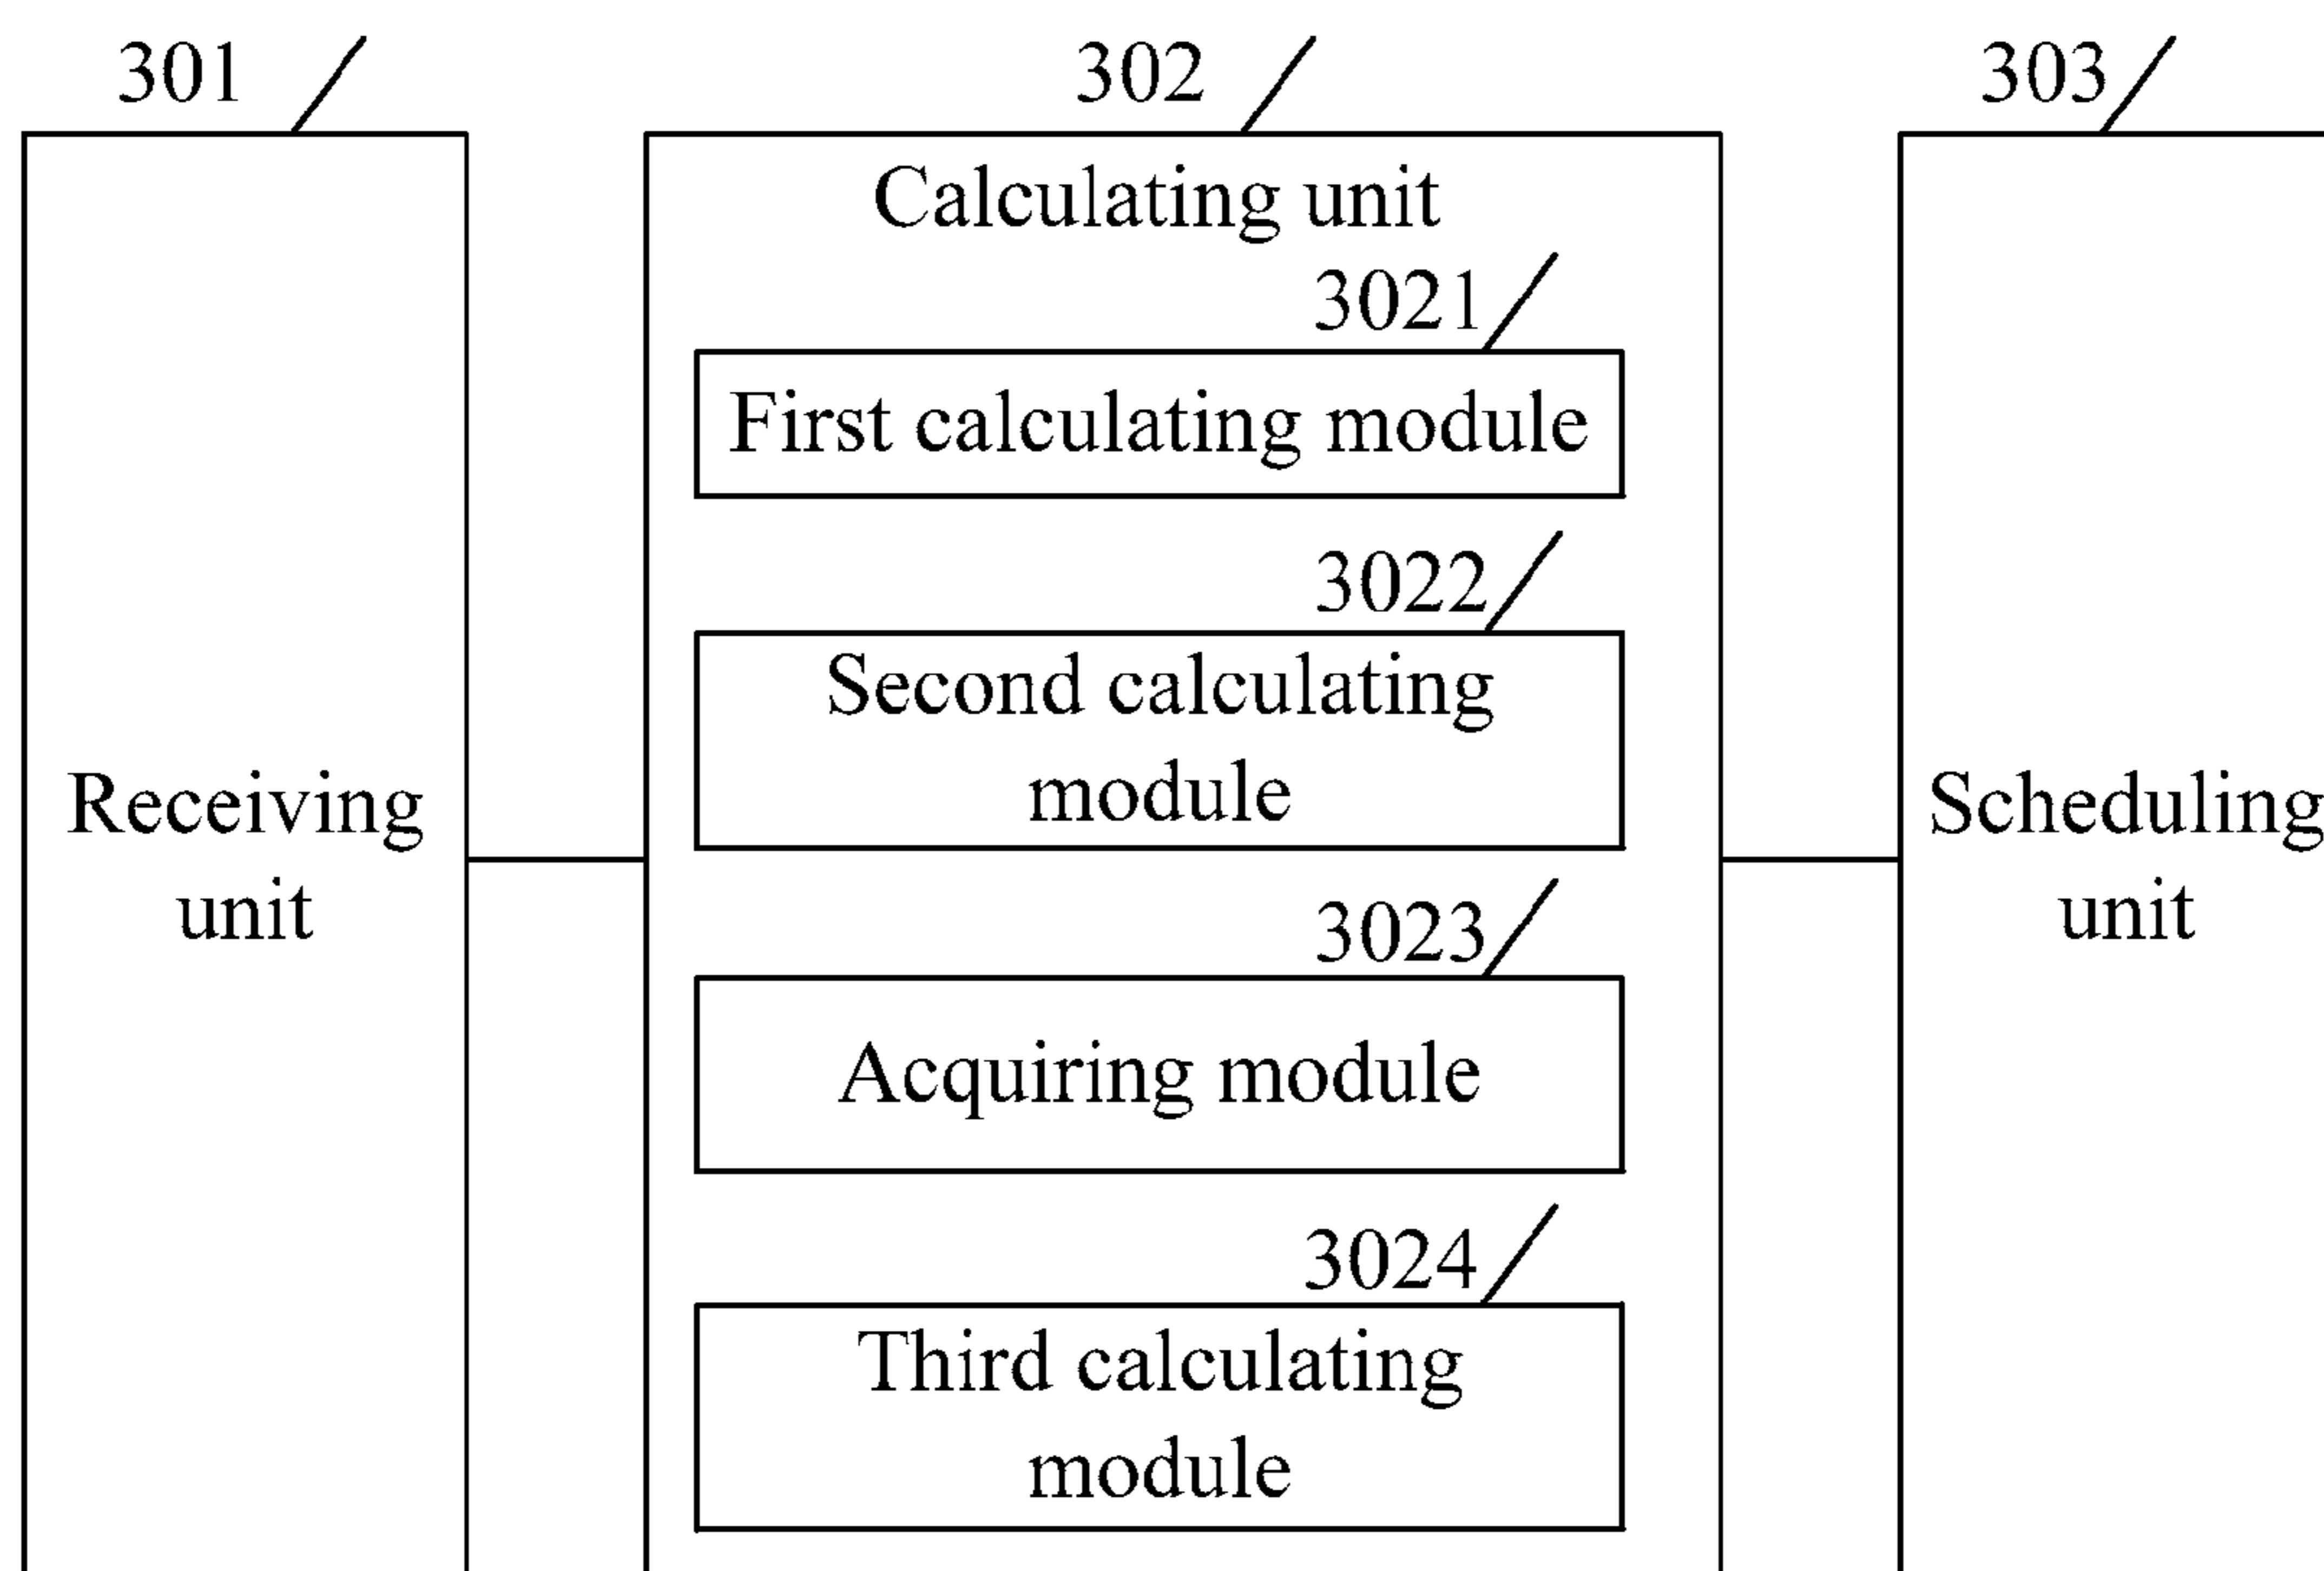 301
302
303
Calculating unit
3021
First calculating module
3022
Second calculating
module
Receiving
unit
Scheduling
unit
3023
Acquiring module
3024
Third calculating
module